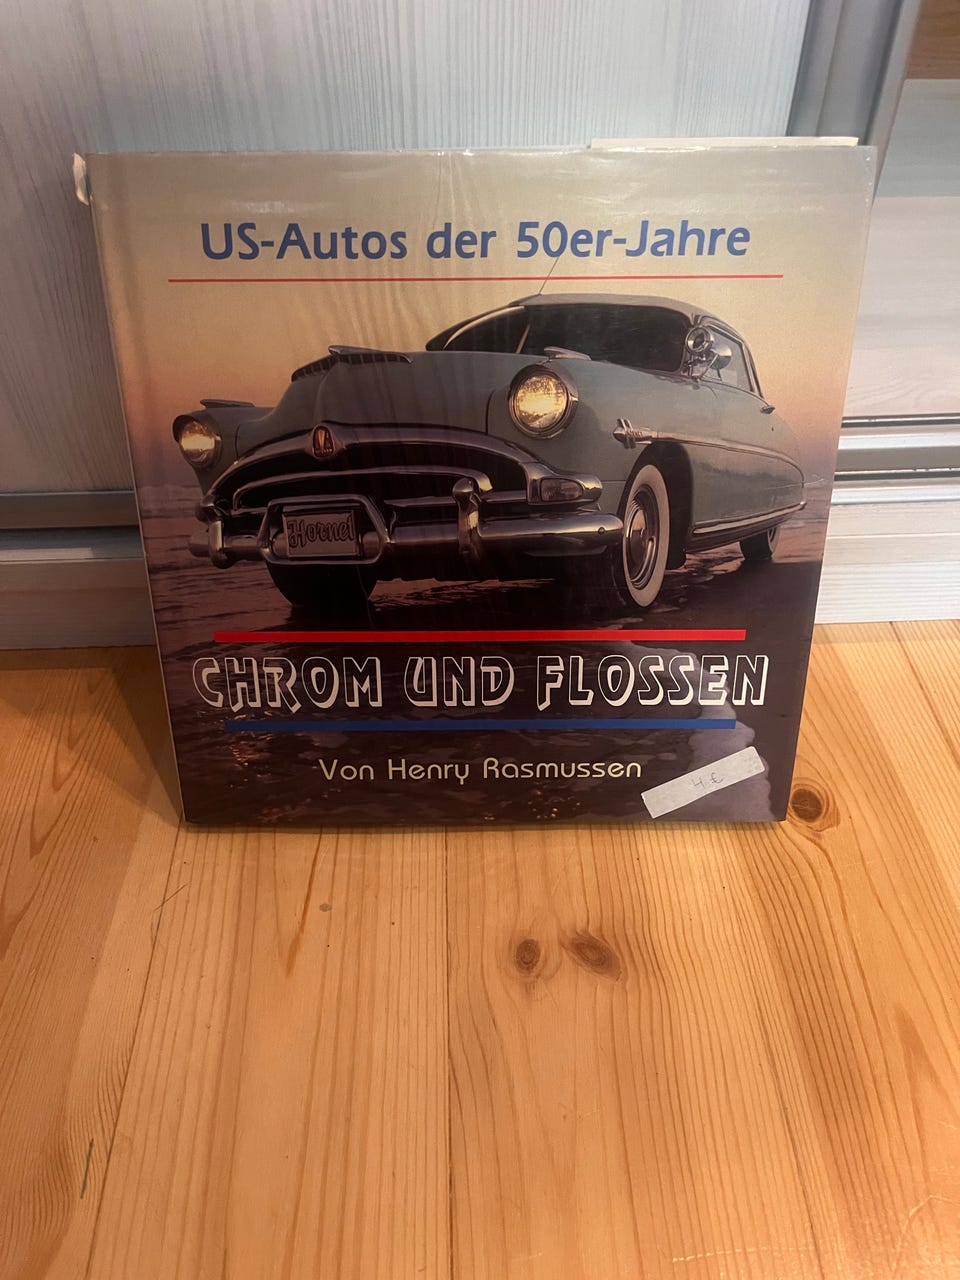 US-Autos der 50er-Jahre
Hornet
CHROM UND FLOSSEN
Von Henry Rasmussen
4 €